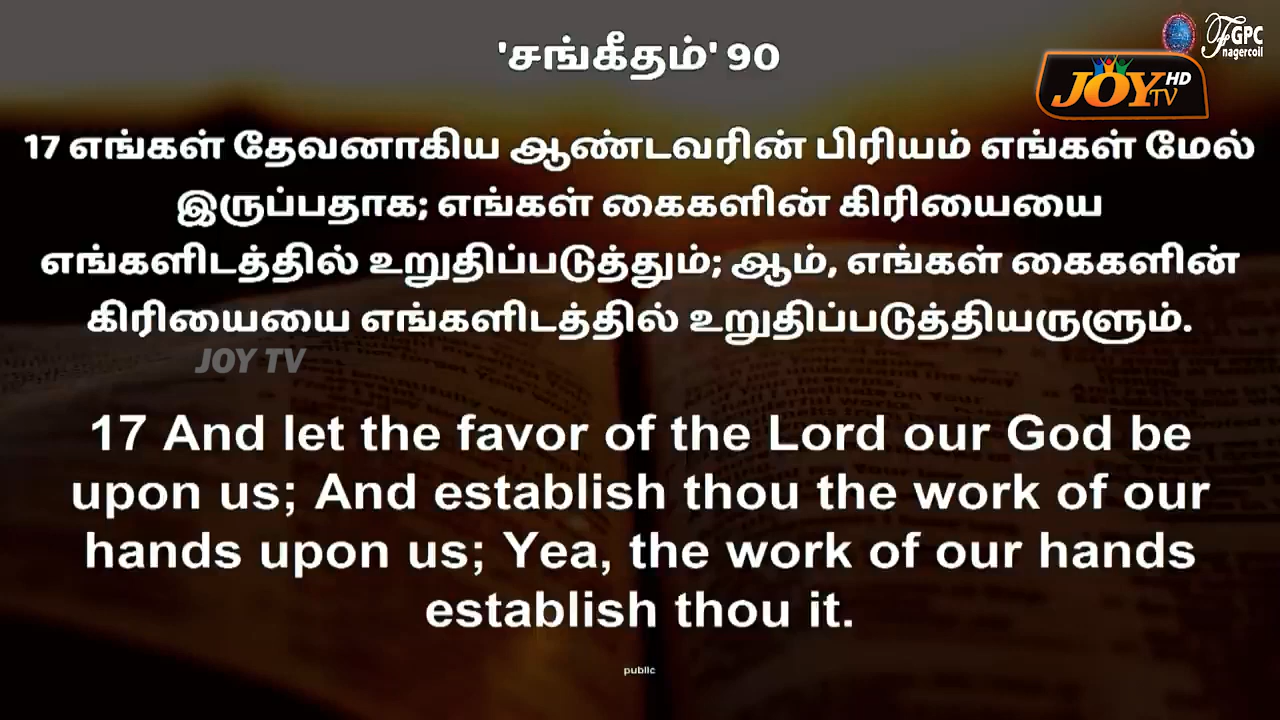 'சங்கீதம்' 90
FGPC
nagercoil
JOY TV HD
17 எங்கள் தேவனாகிய ஆண்டவரின் பிரியம் எங்கள் மேல்
இருப்பதாக; எங்கள் கைகளின் கிரியையை
எங்களிடத்தில் உறுதிப்படுத்தும்; ஆம், எங்கள் கைகளின்
கிரியையை எங்களிடத்தில் உறுதிப்படுத்தியருளும்.
JOY TV
17 And let the favor of the Lord our God be
upon us; And establish thou the work of our
hands upon us; Yea, the work of our hands
establish thou it.
public